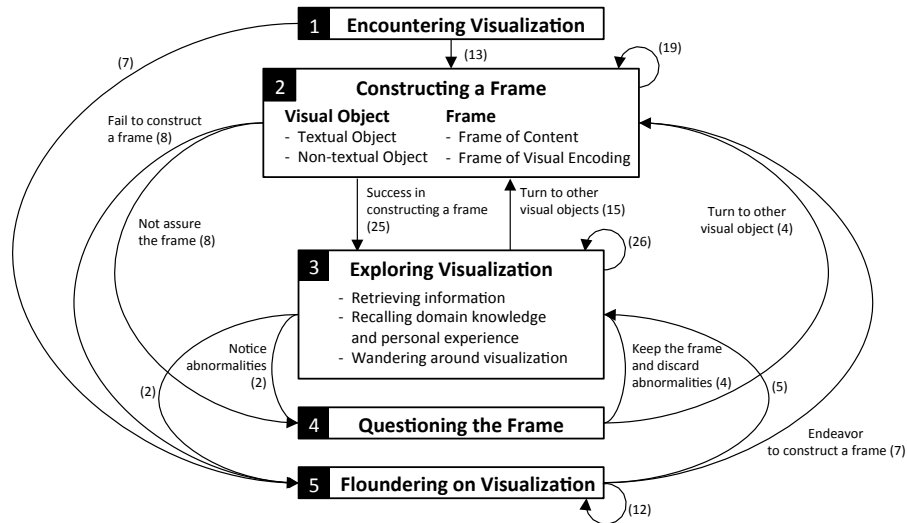 1 Encountering Visualization
(7)
(13)
(19)
2 Constructing a Frame
Visual Object
- Textual Object
- Non-textual Object
Frame
- Frame of Content
- Frame of Visual Encoding
Fail to construct
a frame (8)
Success in
constructing a frame
(25)
Turn to other
visual objects (15)
Not assure
the frame (8)
Turn to other
visual object (4)
(26)
3 Exploring Visualization
- Retrieving information
- Recalling domain knowledge
and personal experience
- Wandering around visualization
Notice
abnormalities
(2)
(2)
Keep the frame
and discard
abnormalities (4)
(5)
4 Questioning the Frame
Endeavor
to construct a frame (7)
5 Floundering on Visualization
(12)